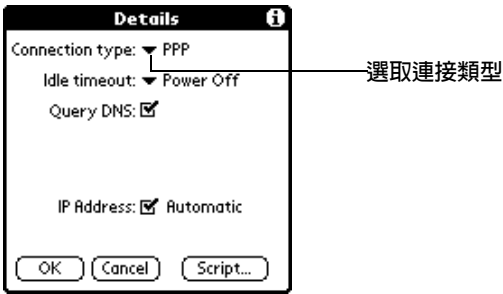 Details
Connection type: PPP
選取連接類型
Idle timeout: Power Off
Query DNS:
IP Address: Automatic
OK Cancel Script...